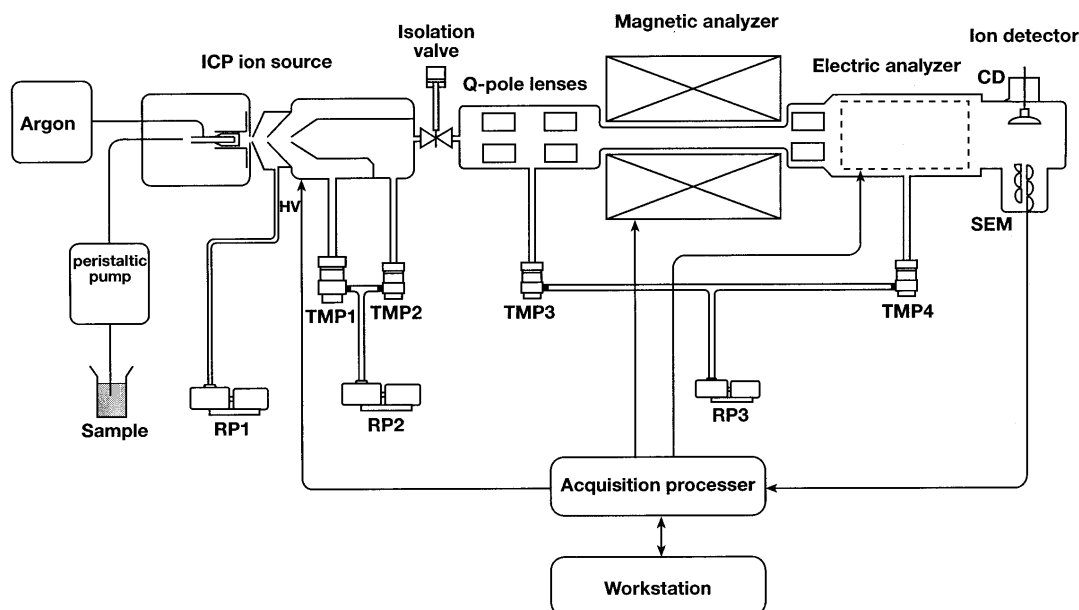 Magnetic analyzer
Isolation
valve
Ion detector
ICP ion source
Electric analyzer
CD
Q-pole lenses
Argon
HV
SEM
peristaltic
pump
TMP1
TMP2
TMP3
TMP4
Sample
RP1
RP2
RP3
Acquisition processer
Workstation